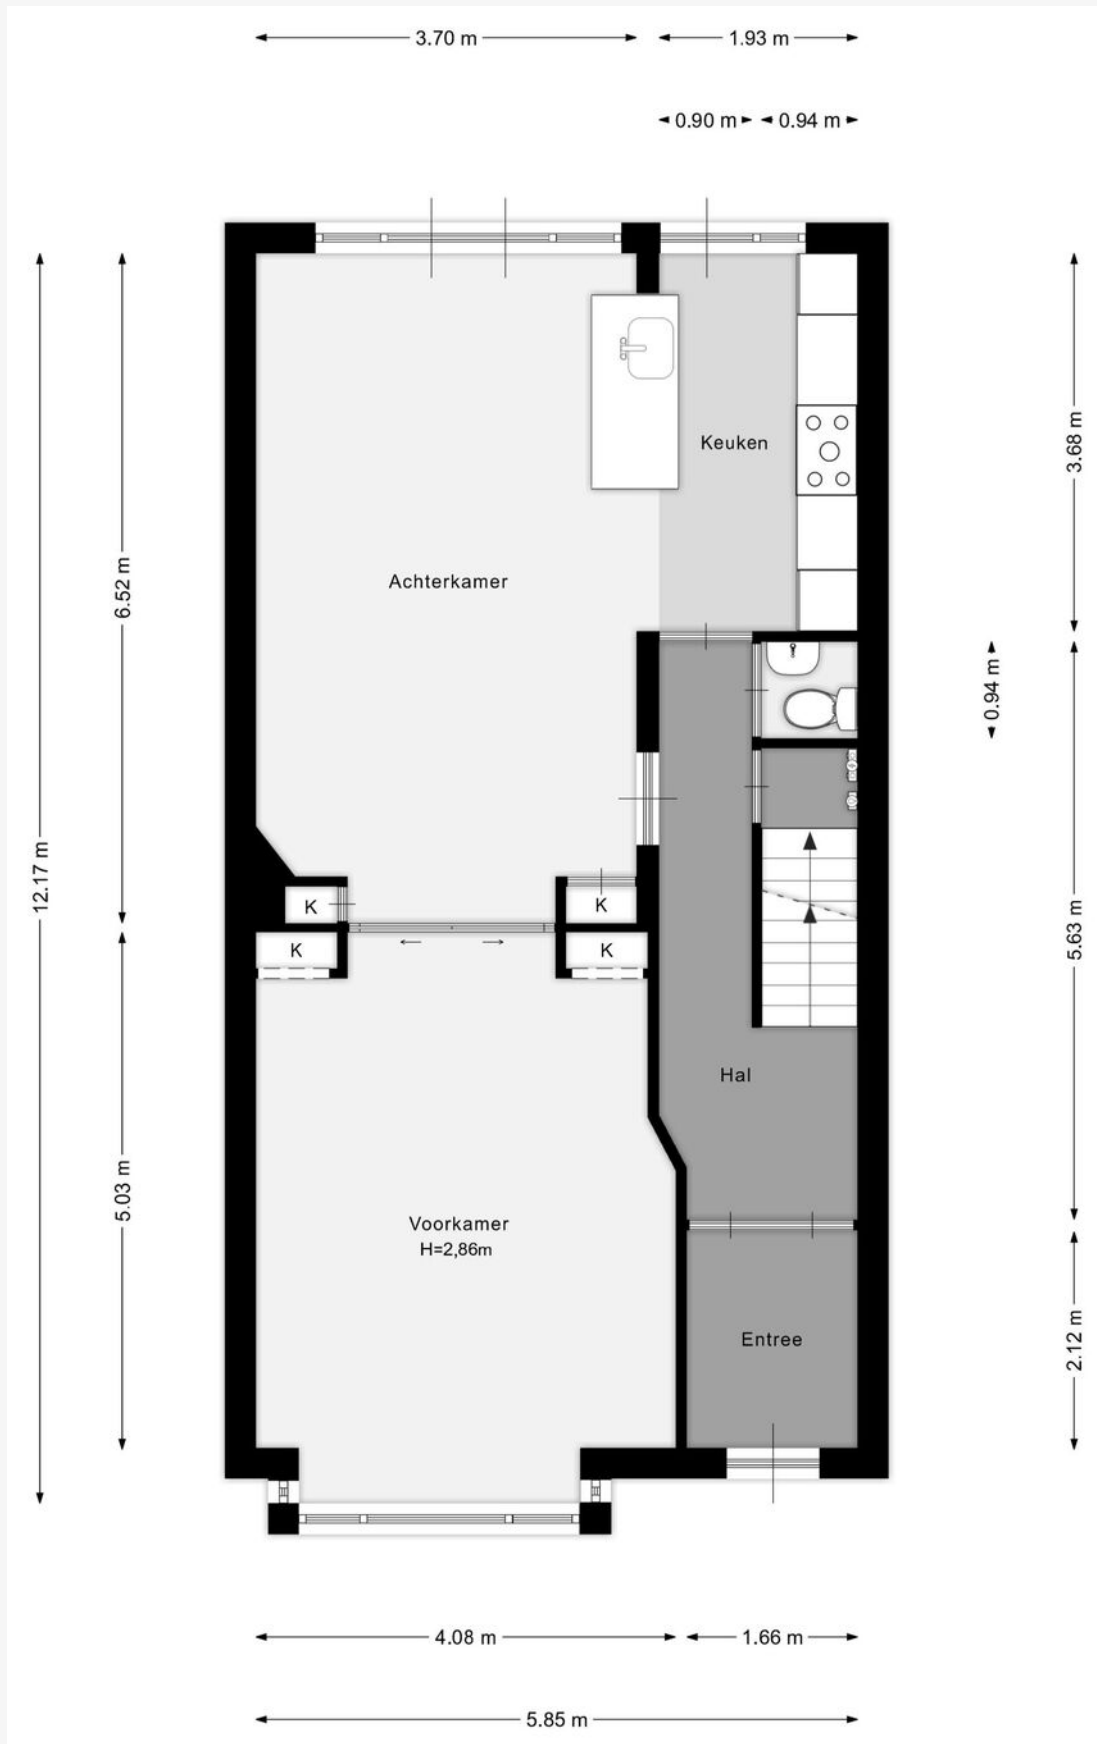 3.70 m
1.93 m
0.90 m
0.94 m
Keuken
3.68 m
Achterkamer
6.52 m
0.94 m
12.17 m
K
K
K
K
5.63 m
Hal
5.03 m
Voorkamer
H=2,86m
Entree
2.12 m
4.08 m
1.66 m
5.85 m